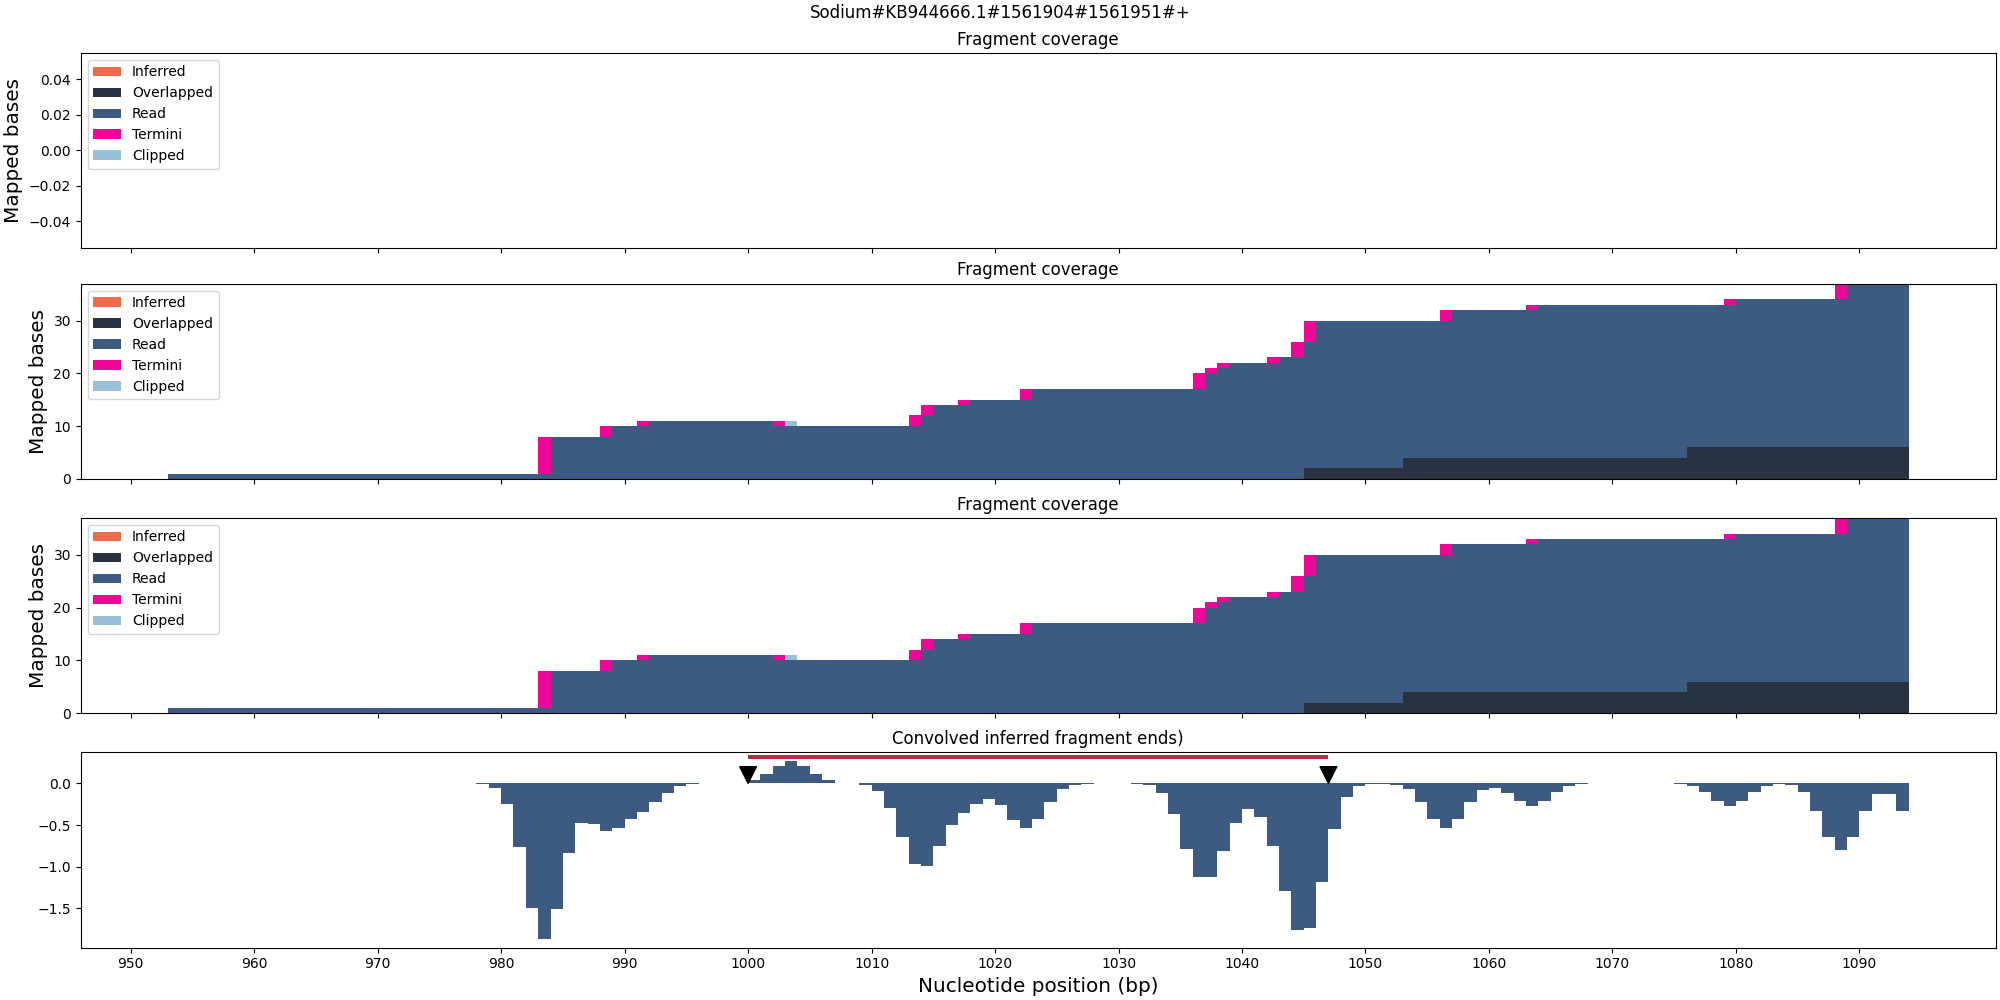 Sodium#KB944666.1#1561904#1561951#+
Fragment coverage
Mapped bases
0.04
0.02
0.00
−0.02
−0.04
Inferred
Overlapped
Read
Termini
Clipped
Fragment coverage
Mapped bases
30
20
10
0
Inferred
Overlapped
Read
Termini
Clipped
Fragment coverage
Mapped bases
30
20
10
0
Inferred
Overlapped
Read
Termini
Clipped
Convolved inferred fragment ends)
0.0
−0.5
−1.0
−1.5
950 960 970 980 990 1000 1010 1020 1030 1040 1050 1060 1070 1080 1090
Nucleotide position (bp)